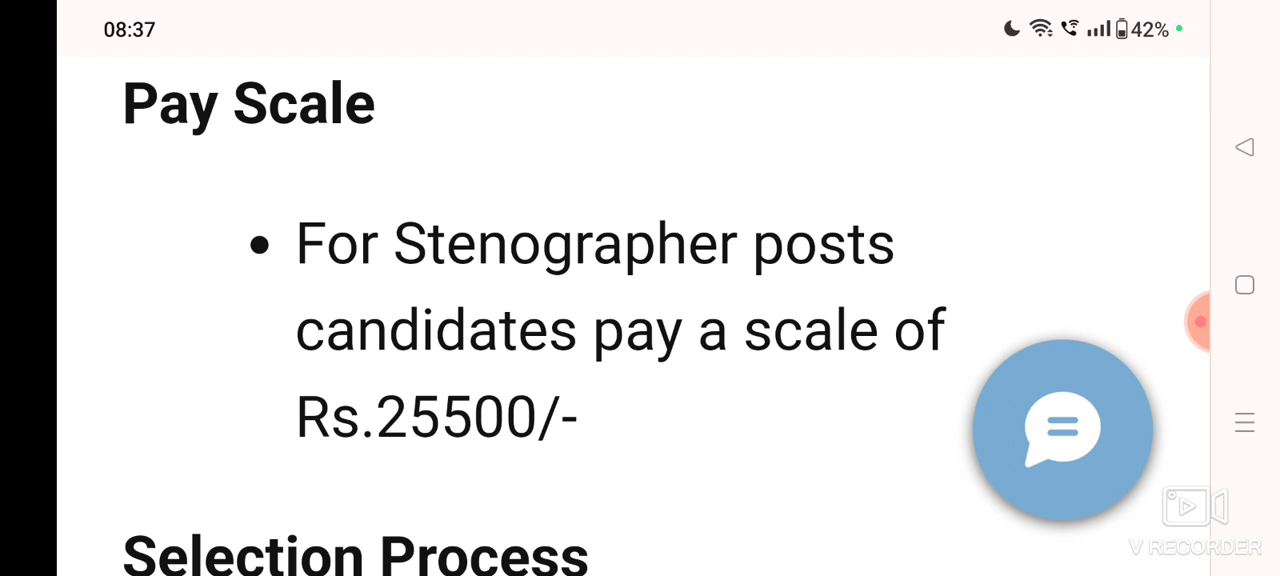 08:37
42%
Pay Scale
• For Stenographer posts
candidates pay a scale of
Rs.25500/-
Selection Process
V RECORDER